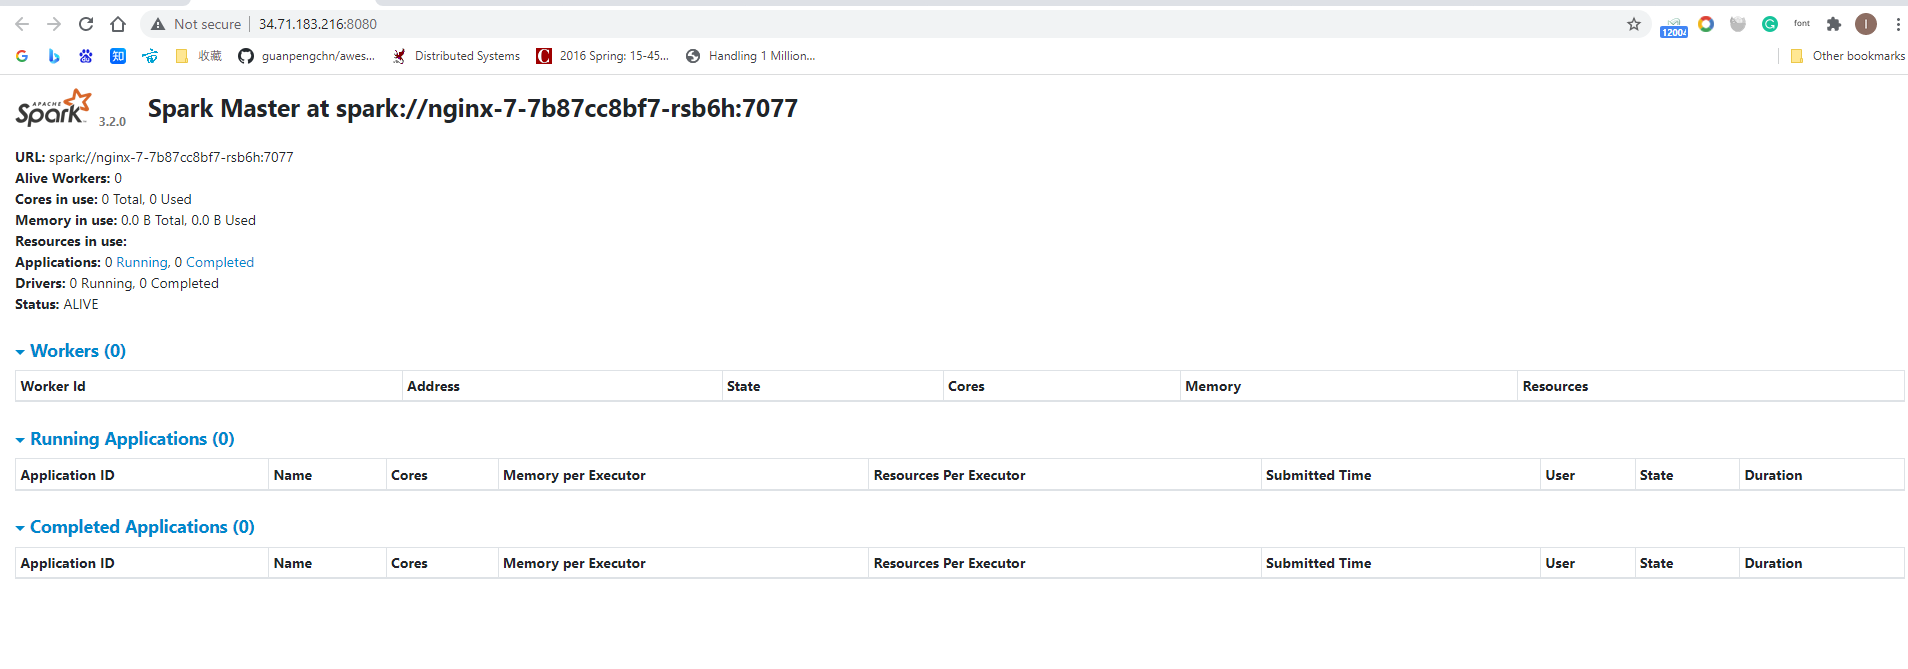 Not secure 34.71.183.216:8080 12004 font I
知 收藏 guanpengchn/awes... Distributed Systems C 2016 Spring: 15-45... Handling 1 Million... Other bookmarks
APACHE Spark 3.2.0 Spark Master at spark://nginx-7-7b87cc8bf7-rsb6h:7077
URL: spark://nginx-7-7b87cc8bf7-rsb6h:7077
Alive Workers: 0
Cores in use: 0 Total, 0 Used
Memory in use: 0.0 B Total, 0.0 B Used
Resources in use:
Applications: 0 Running, 0 Completed
Drivers: 0 Running, 0 Completed
Status: ALIVE
Workers (0)
Worker Id Address State Cores Memory Resources
Running Applications (0)
Application ID Name Cores Memory per Executor Resources Per Executor Submitted Time User State Duration
Completed Applications (0)
Application ID Name Cores Memory per Executor Resources Per Executor Submitted Time User State Duration